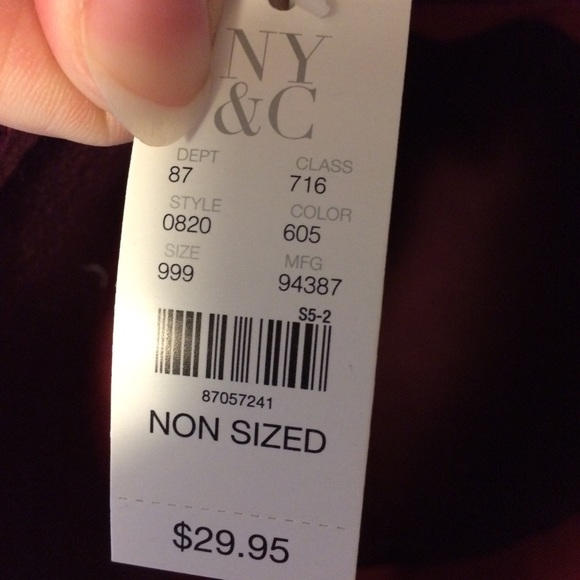 NY
&C
DEPT CLASS
87 716
STYLE COLOR
0820 605
SIZE MFG
999 94387
S5-2
87057241
NON SIZED
$29.95